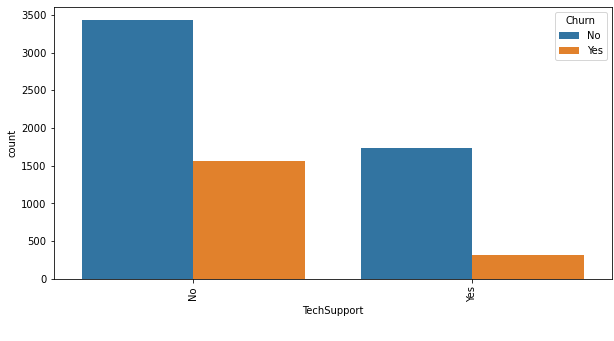 3500
3000
2500
2000
1500
1000
500
0
count
Churn
No
Yes
No
Yes
TechSupport